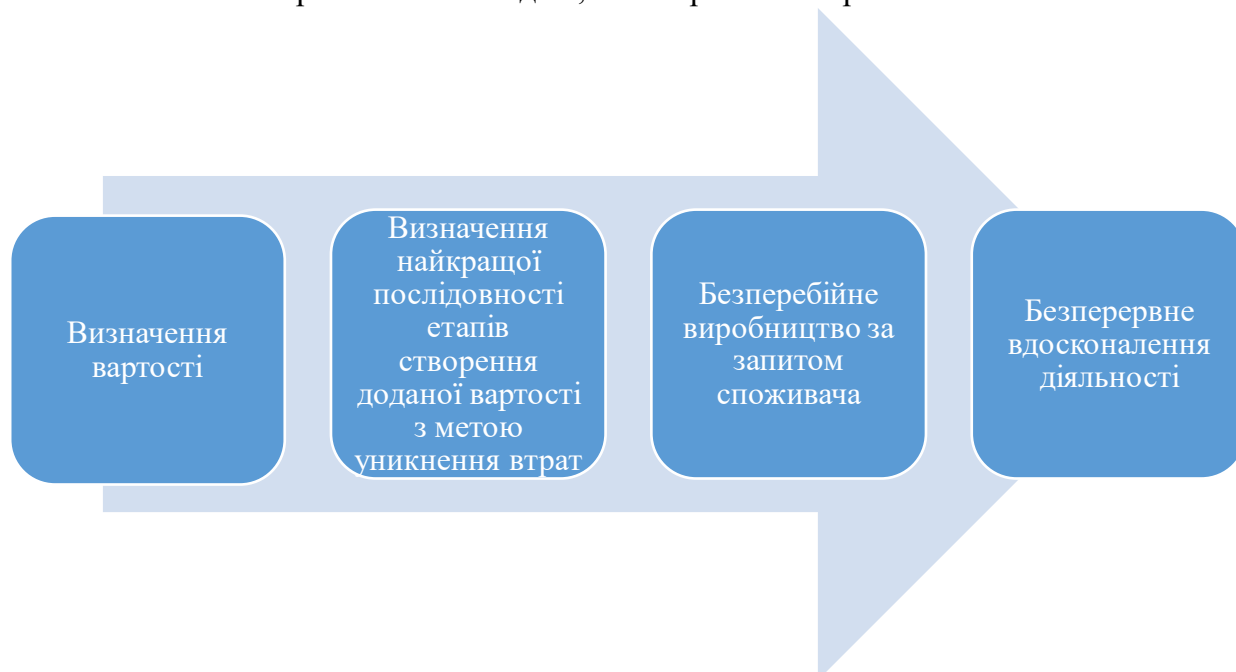 Визначення
вартості
Визначення
найкращої
послідовності
етапів
створення
доданої вартості
з метою
уникнення втрат
Безперебійне
виробництво за
запитом
споживача
Безперервне
вдосконалення
діяльності